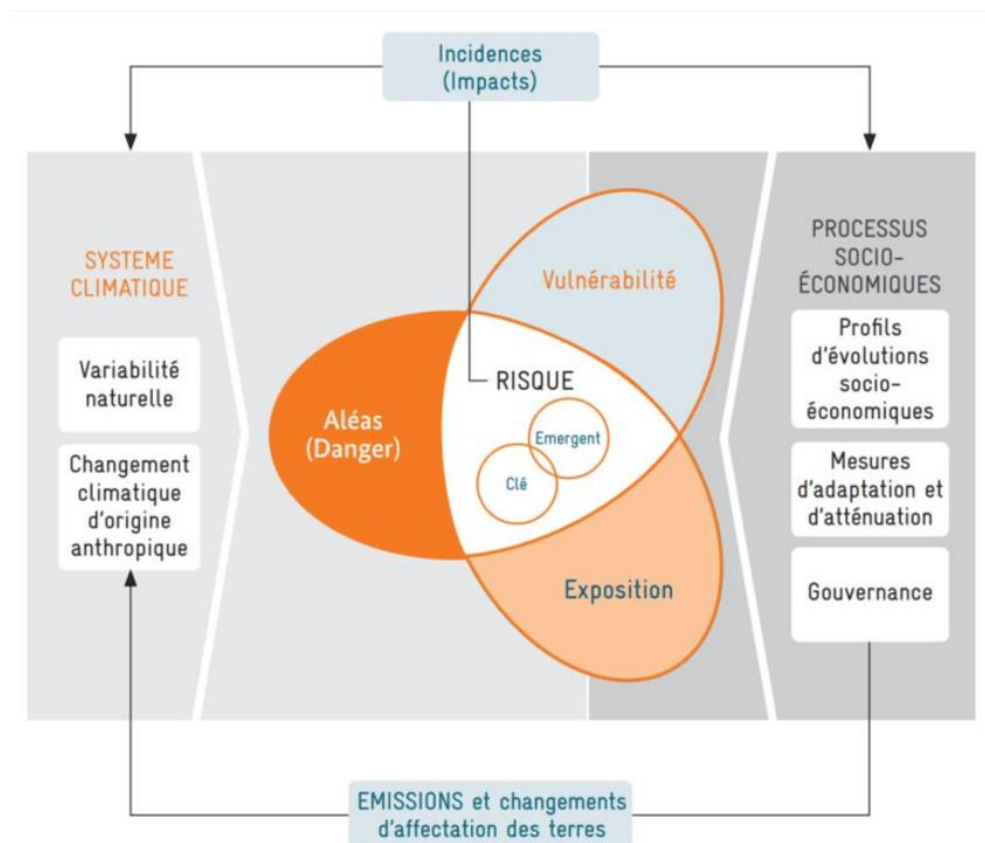 Incidences
(Impacts)
SYSTEME
CLIMATIQUE
Variabilité
naturelle
Changement
climatique
d'origine
anthropique
Aléas
(Danger)
Vulnérabilité
RISQUE
Emergent
Clé
Exposition
PROCESSUS
SOCIO-
ÉCONOMIQUES
Profils
d'évolutions
socio-
économiques
Mesures
d'adaptation et
d'atténuation
Gouvernance
EMISSIONS et changements
d'affectation des terres